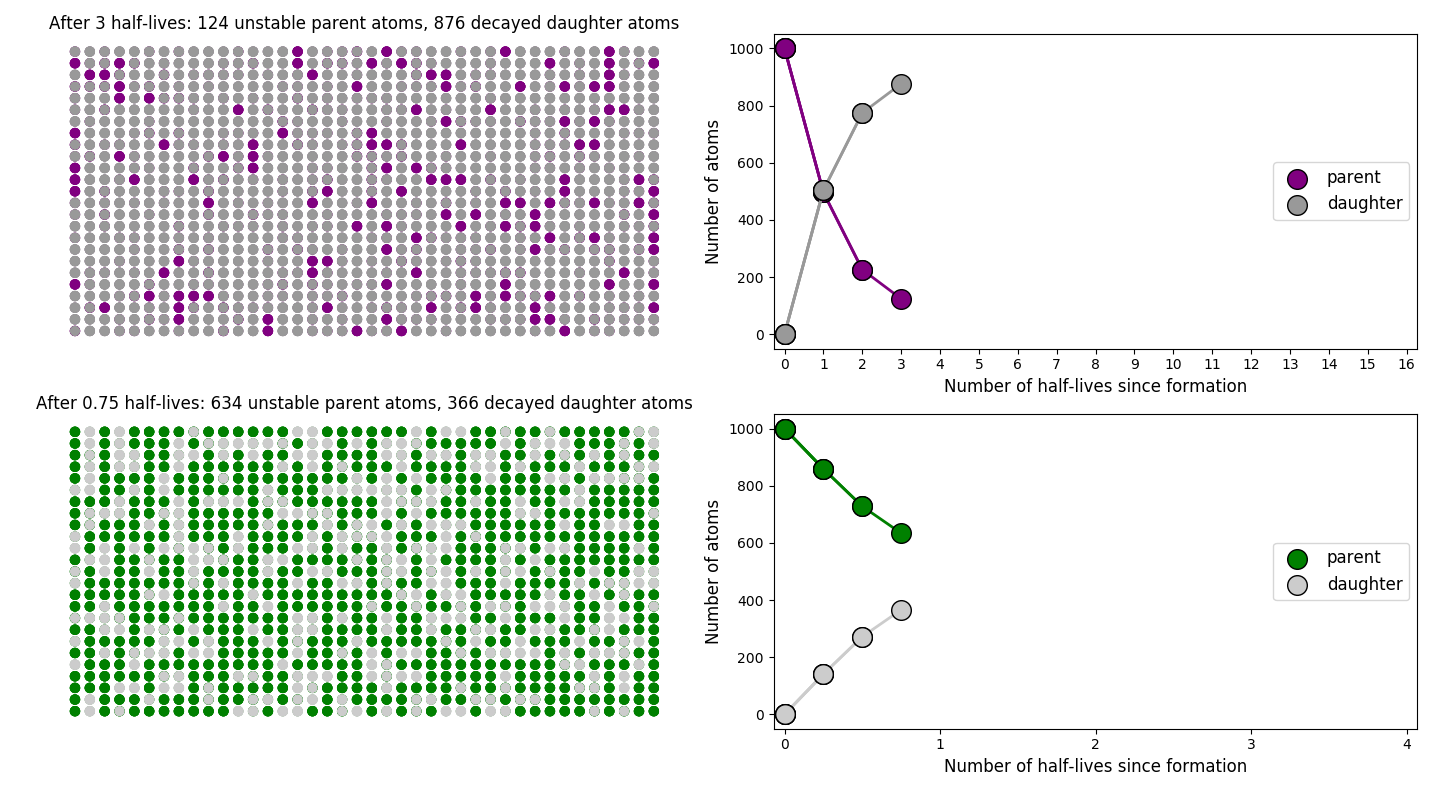 After 3 half-lives: 124 unstable parent atoms, 876 decayed daughter atoms
1000
800
600
400
200
0
Number of atoms
parent
daughter
0 1 2 3 4 5 6 7 8 9 10 11 12 13 14 15 16
Number of half-lives since formation
After 0.75 half-lives: 634 unstable parent atoms, 366 decayed daughter atoms
1000
800
600
400
200
0
Number of atoms
parent
daughter
0 1 2 3 4
Number of half-lives since formation